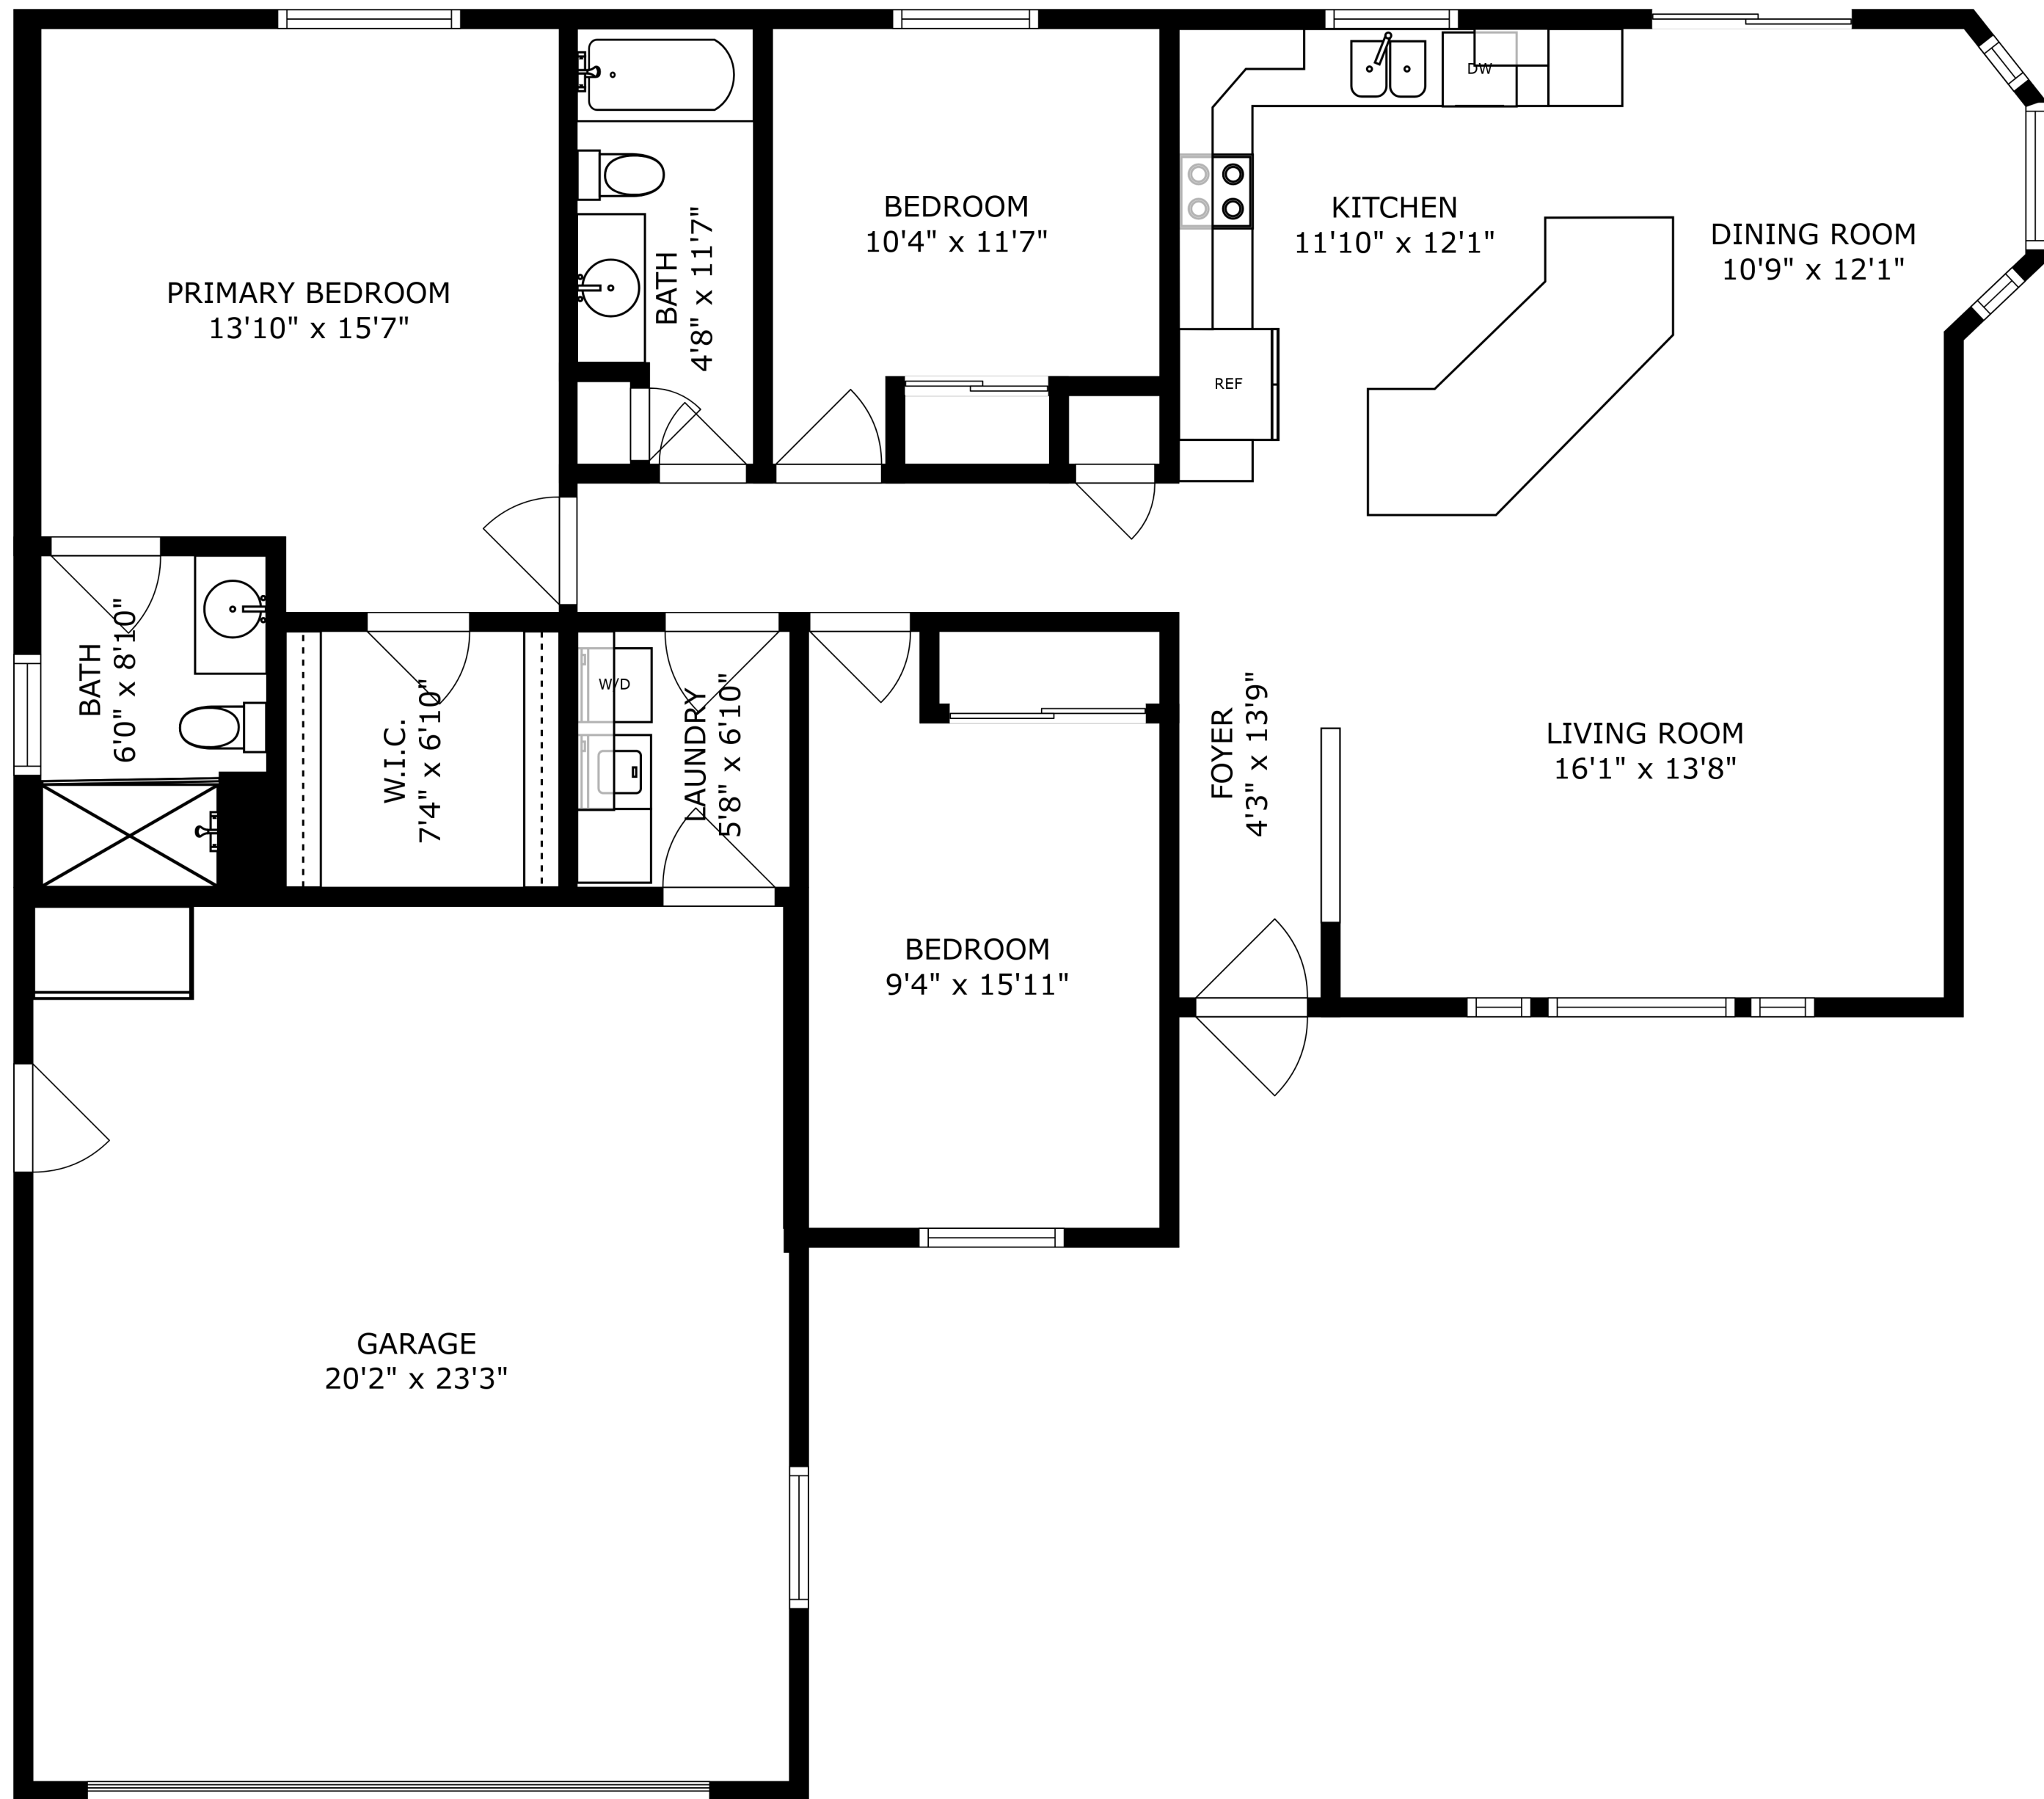 DW
BEDROOM
10'4" x 11'7"
KITCHEN
11'10" x 12'1"
DINING ROOM
10'9" x 12'1"
PRIMARY BEDROOM
13'10" x 15'7"
BATH
4'8" x 11'7"
REF
BATH
6'0" x 8'10"
W.I.C.
7'4" x 6'10"
W/D
LAUNDRY
5'8" x 6'10"
FOYER
4'3" x 13'9"
LIVING ROOM
16'1" x 13'8"
BEDROOM
9'4" x 15'11"
GARAGE
20'2" x 23'3"